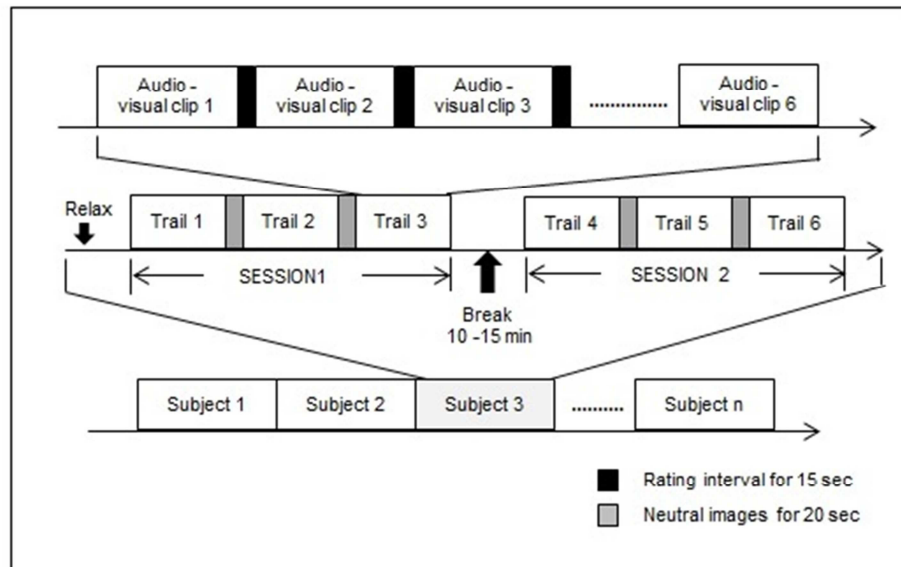 Audio - visual clip 1
Audio - visual clip 2
Audio - visual clip 3
...............
Audio - visual clip 6
Relax
Trail 1
Trail 2
Trail 3
Trail 4
Trail 5
Trail 6
SESSION1
SESSION 2
Break
10 -15 min
Subject 1
Subject 2
Subject 3
..........
Subject n
Rating interval for 15 sec
Neutral images for 20 sec